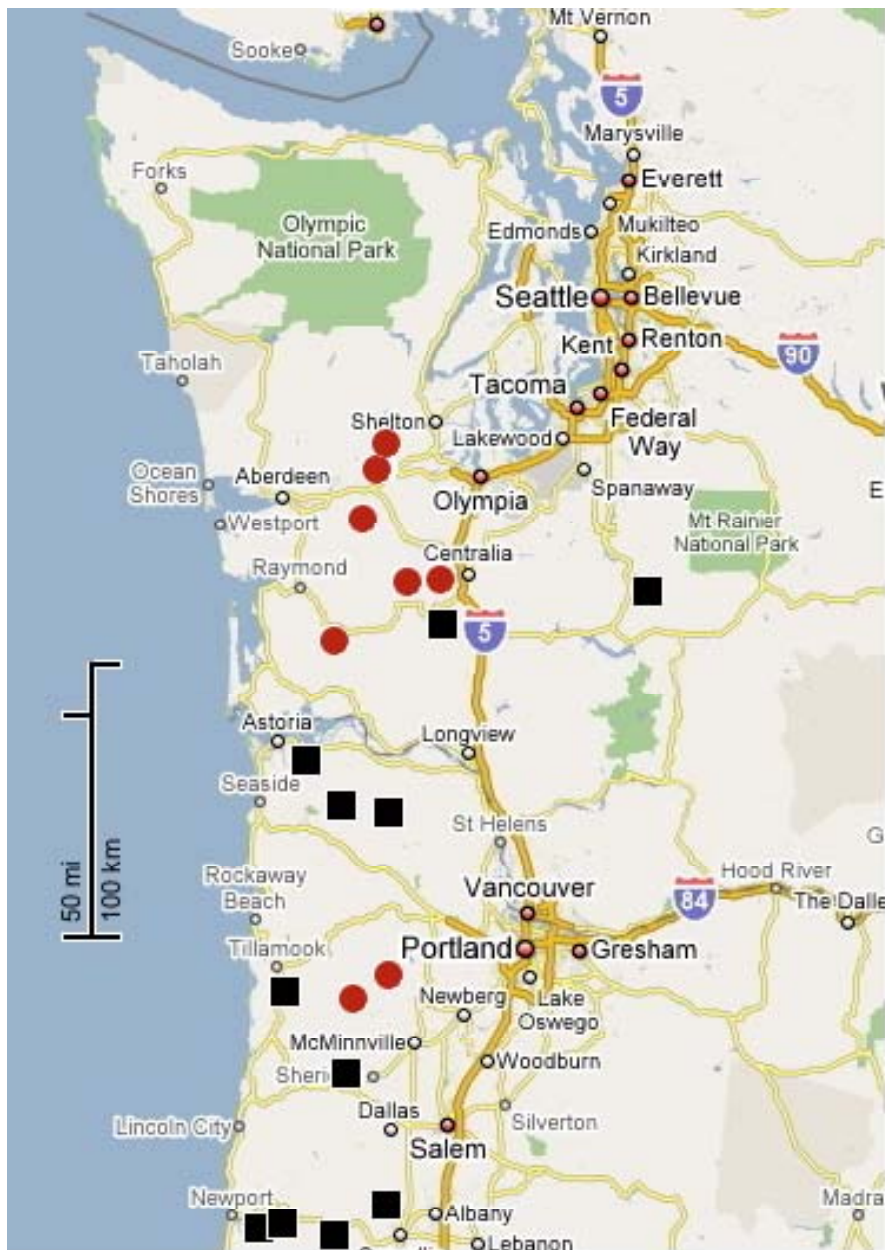 Mt Vernon
Sooke
5
Marysville
Everett
Forks
Mukilteo
Olympic
National Park
Edmonds
Kirkland
Seattle
Bellevue
Renton
Kent
90
Taholah
Tacoma
Shelton
Federal
Way
Lakewood
Ocean
Shores
Aberdeen
Olympia
Spanaway
E
Westport
Mt Rainier
National Park
Centralia
Raymond
5
Astoria
Longview
Seaside
St Helens
G
50 mi
100 km
Rockaway
Beach
Vancouver
84
Hood River
The Dalle
Tillamook
Portland
Gresham
Newberg
Lake
Oswego
McMinnville
Woodburn
Sheri
Dallas
Silverton
Lincoln City
Salem
Newport
Albany
Madra
Lebanon